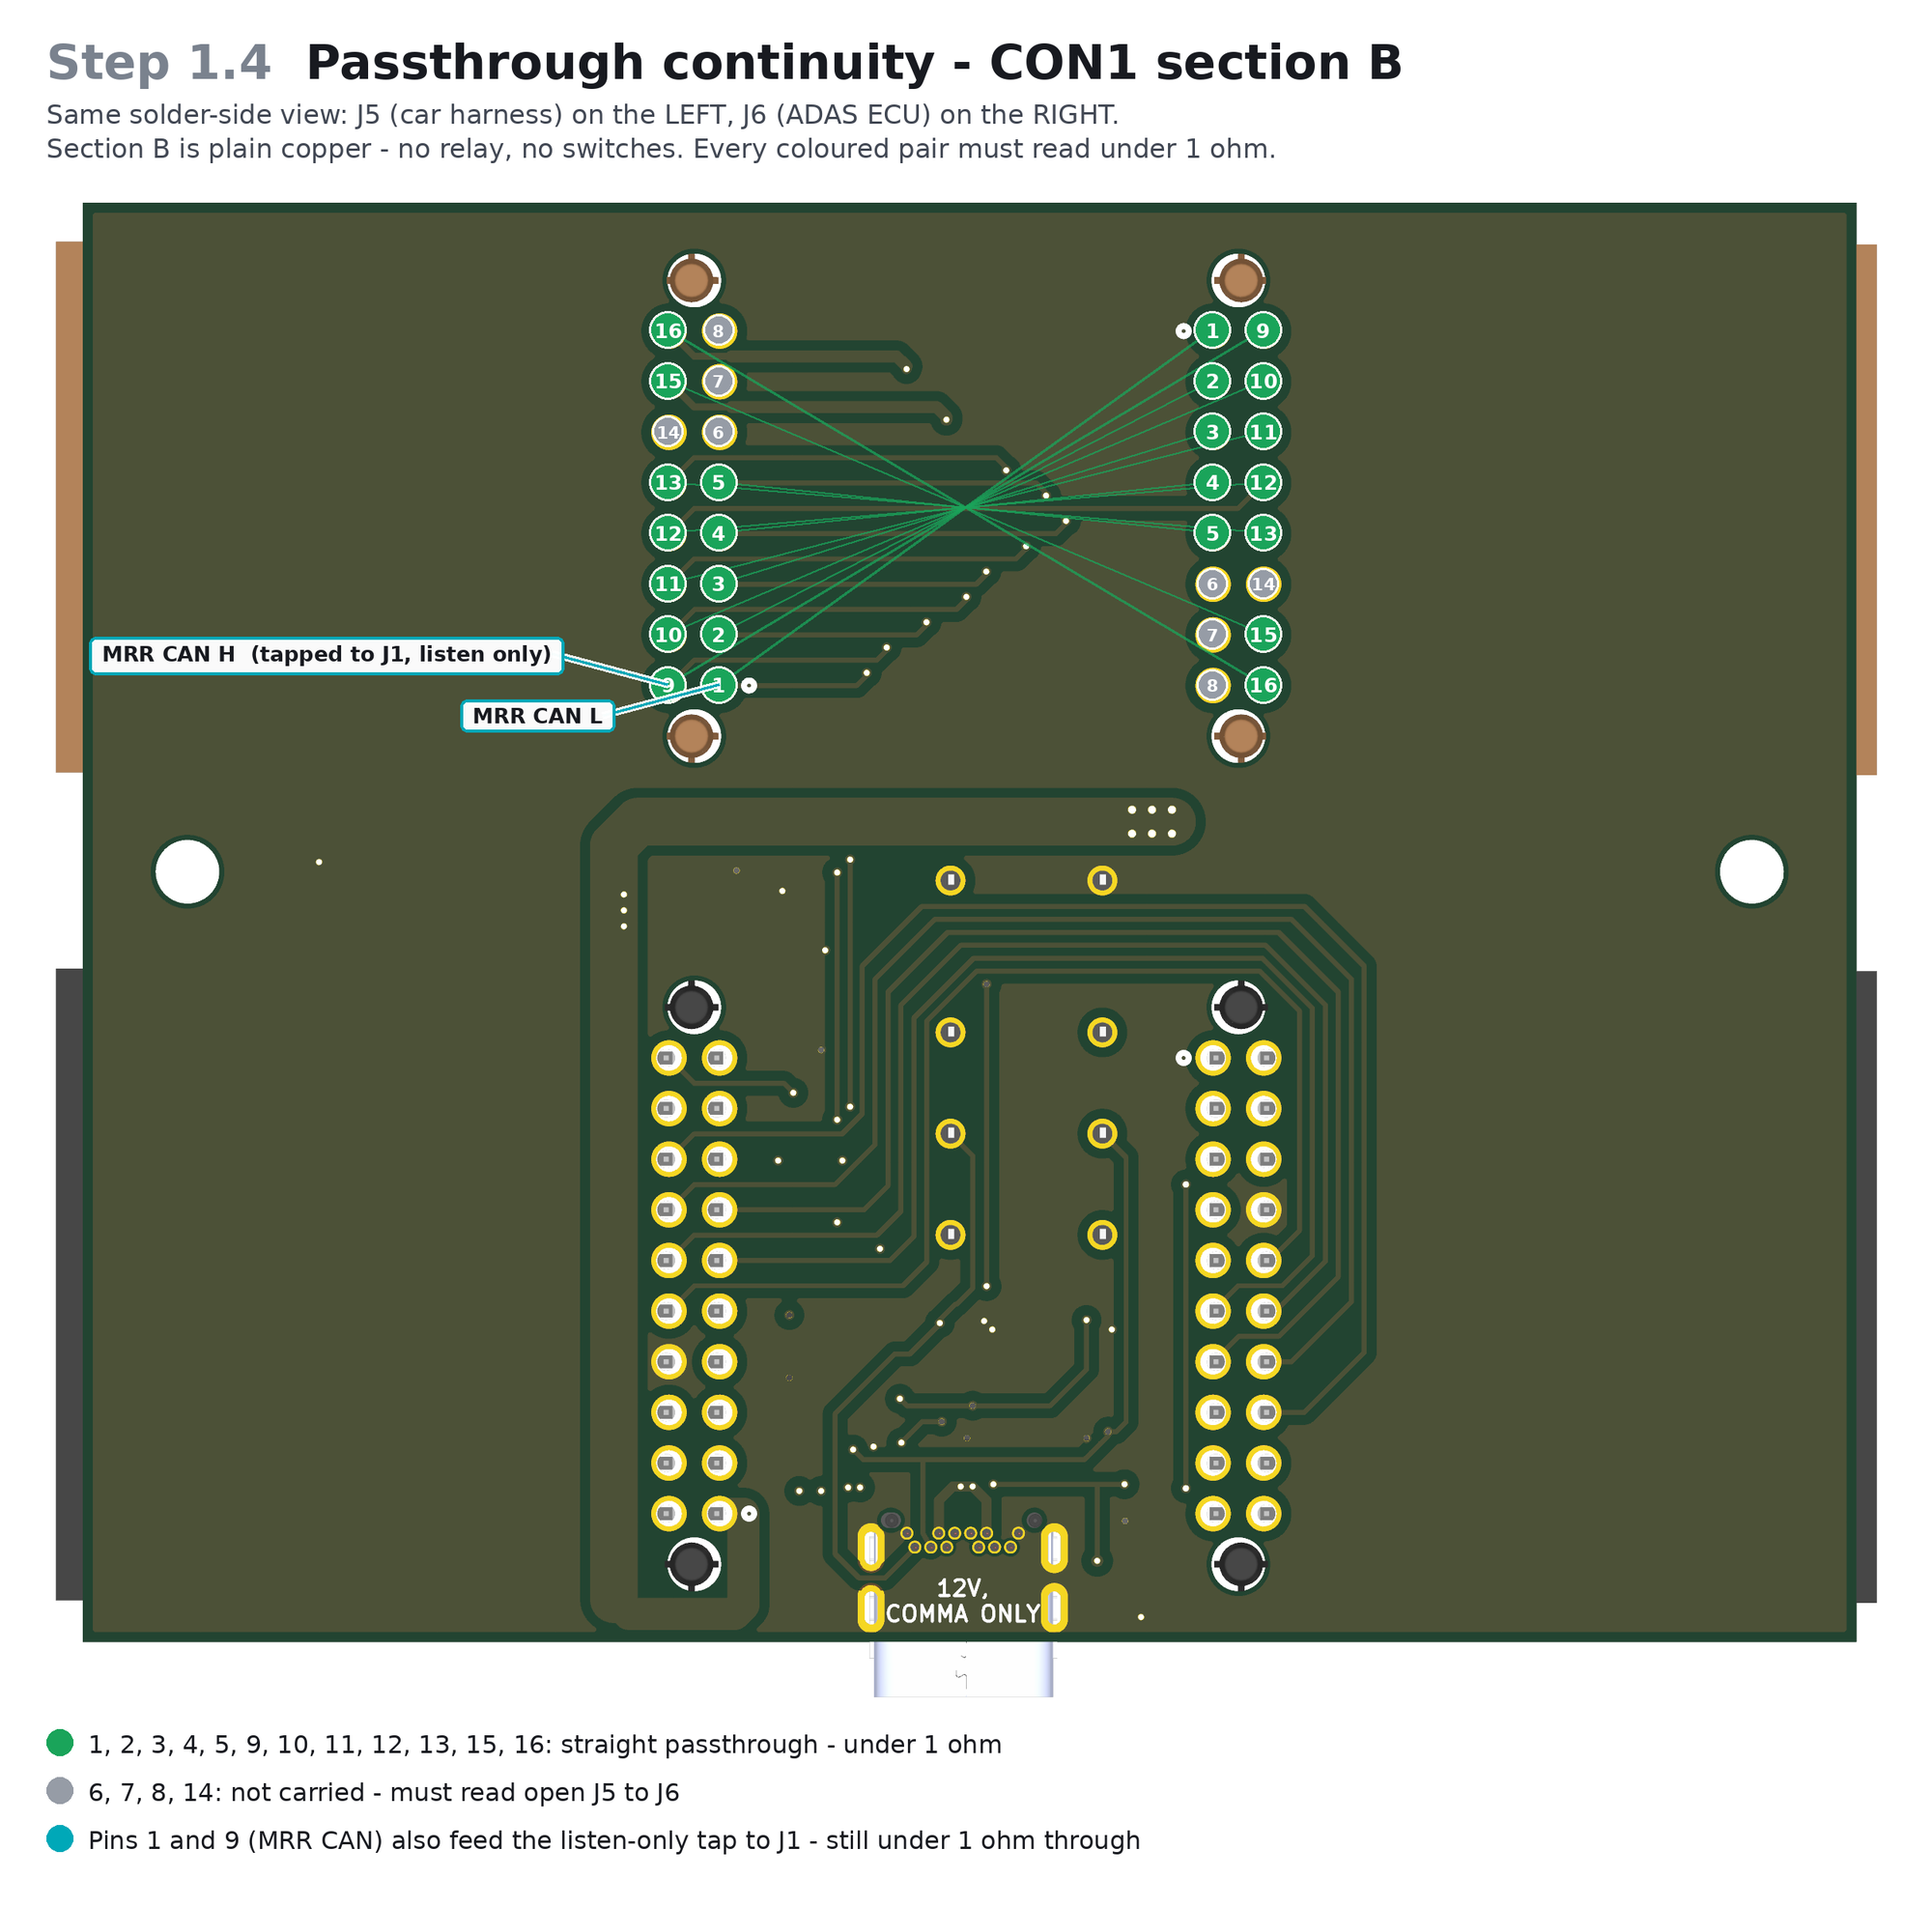 Step 1.4 Passthrough continuity - CON1 section B
Same solder-side view: J5 (car harness) on the LEFT, J6 (ADAS ECU) on the RIGHT.
Section B is plain copper - no relay, no switches. Every coloured pair must read under 1 ohm.
16 8 1 9
15 7 2 10
14 6 3 11
13 5 4 12
12 4 5 13
11 3 6 14
10 2 7 15
MRR CAN H (tapped to J1, listen only)
9 1 8 16
MRR CAN L
12V,
COMMA ONLY
1, 2, 3, 4, 5, 9, 10, 11, 12, 13, 15, 16: straight passthrough - under 1 ohm
6, 7, 8, 14: not carried - must read open J5 to J6
Pins 1 and 9 (MRR CAN) also feed the listen-only tap to J1 - still under 1 ohm through